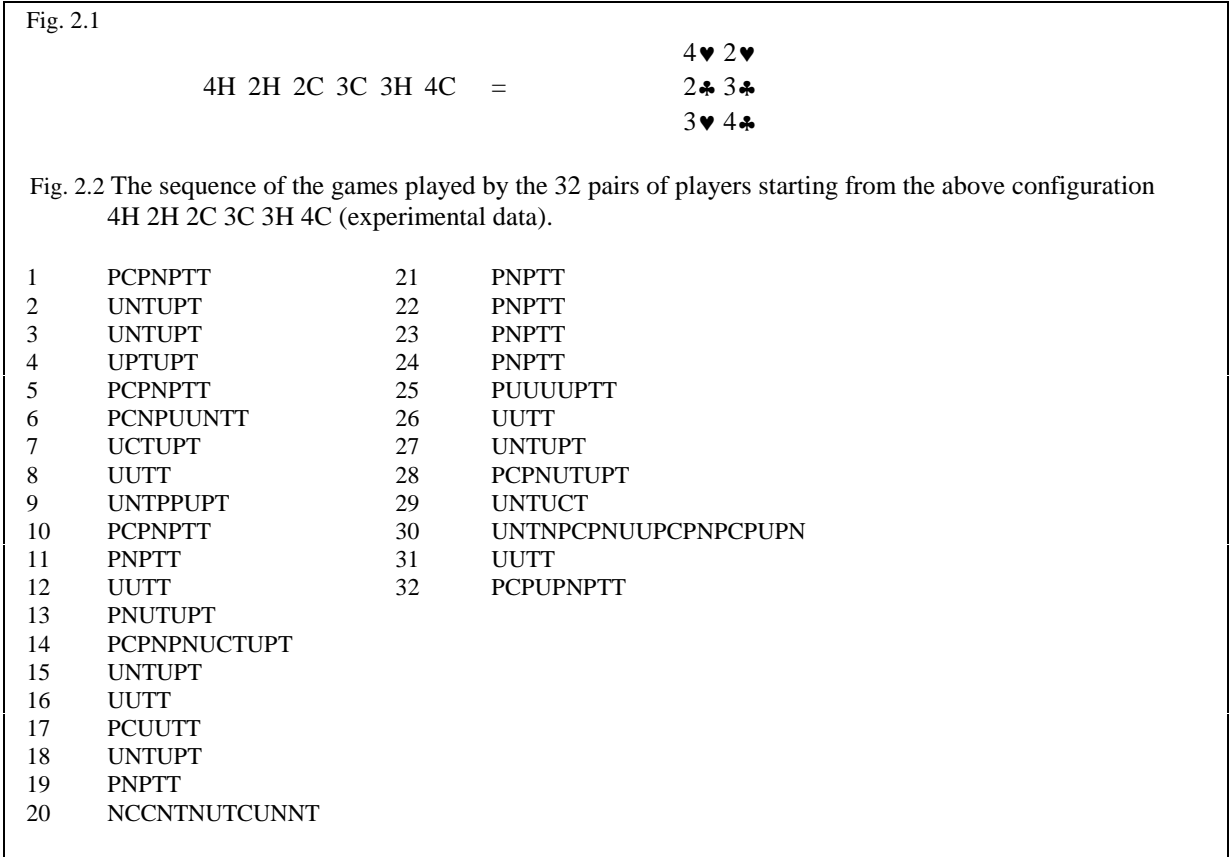 Fig. 2.1
4♥ 2♥
4H 2H 2C 3C 3H 4C = 2♣ 3♣
3♥ 4♣
Fig. 2.2 The sequence of the games played by the 32 pairs of players starting from the above configuration
4H 2H 2C 3C 3H 4C (experimental data).
1 PCPNPTT 21 PNPTT
2 UNTUPT 22 PNPTT
3 UNTUPT 23 PNPTT
4 UPTUPT 24 PNPTT
5 PCPNPTT 25 PUUUUPTT
6 PCNPUUNTT 26 UUTT
7 UCTUPT 27 UNTUPT
8 UUTT 28 PCPNUTUPT
9 UNTPPUPT 29 UNTUCT
10 PCPNPTT 30 UNTNPCPNUUPCPNPCPUPN
11 PNPTT 31 UUTT
12 UUTT 32 PCPUPNPTT
13 PNUTUPT
14 PCPNPNUCTUPT
15 UNTUPT
16 UUTT
17 PCUUTT
18 UNTUPT
19 PNPTT
20 NCCNTNUTCUNNT